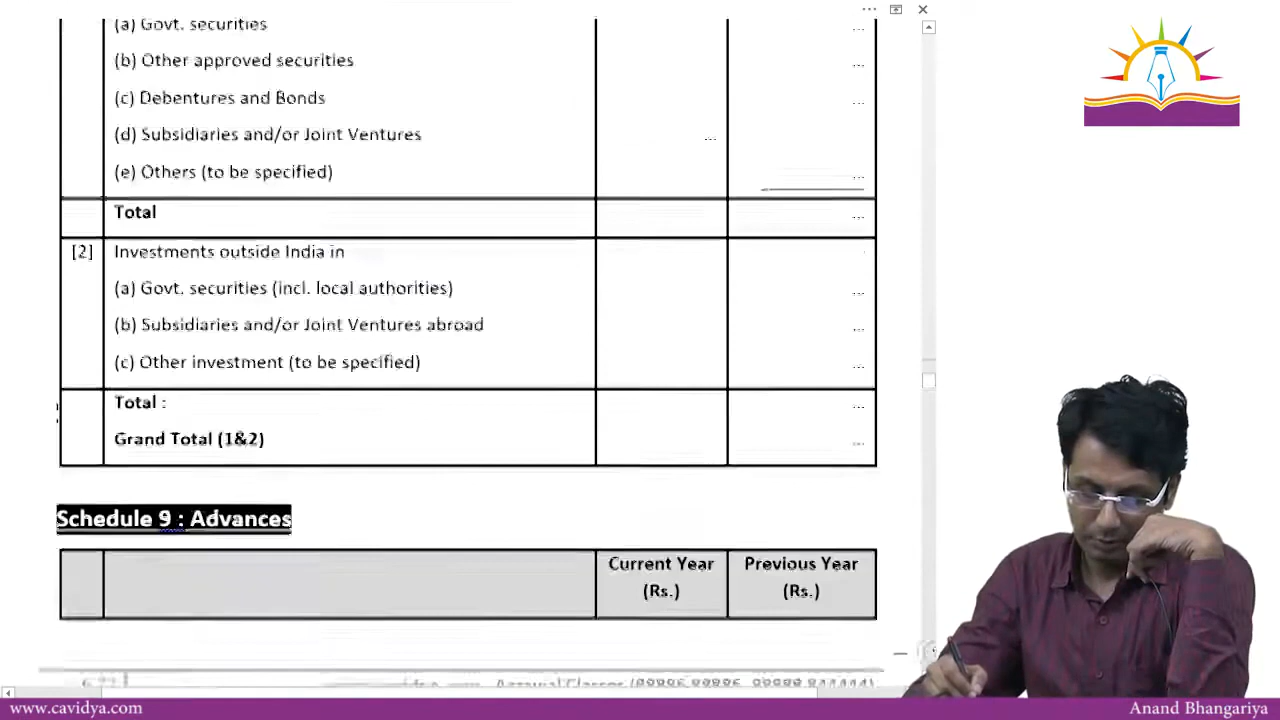 (a) Govt. securities ...
(b) Other approved securities ...
(c) Debentures and Bonds ...
(d) Subsidiaries and/or Joint Ventures ...
(e) Others (to be specified) ...
Total ...
[2] Investments outside India in
(a) Govt. securities (incl. local authorities) ...
(b) Subsidiaries and/or Joint Ventures abroad ...
(c) Other investment (to be specified) ...
Total : ...
Grand Total (1&2) ...
Schedule 9 : Advances
Current Year (Rs.) Previous Year (Rs.)
www.cavidya.com Anand Bhangariya